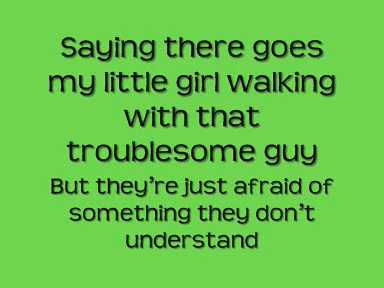 Saying there goes
my little girl walking
with that
troublesome guy
But they're just afraid of
something they don't
understand